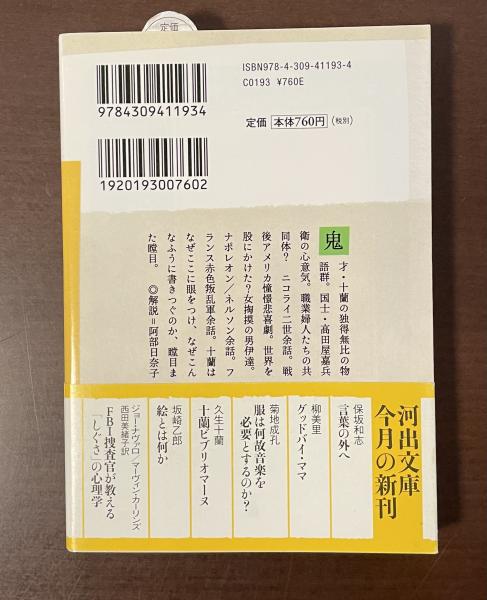 定価
ISBN978-4-309-41193-4
C0193 ¥760E
定価 本体760円（税別）
9784309411934
1920193007602
鬼才・十蘭の独得無比の物
語群。国士・高田屋嘉兵
衛の心意気。職業婦人たちの共
同体？ ニコライ二世余話。戦
後アメリカ憧憬悲喜劇。世界を
股にかけた？女掏摸の男伊達。
ナポレオン／ネルソン余話。フ
ランス赤色叛乱軍余話。十蘭は
なぜここに眼をつけ、なぜこん
なふうに書きつぐのか、瞠目ま
た瞠目。 ◎解説＝阿部日奈子
河出文庫
今月の新刊
保坂和志
言葉の外へ
柳美里
グッドバイ・ママ
菊地成孔
服は何故音楽を
必要とするのか？
久生十蘭
十蘭ビブリオマーヌ
坂崎乙郎
絵とは何か
ジョー・ナヴァロ／マーヴィン・カーリンズ
西田美緒子訳
FBI捜査官が教える
「しぐさ」の心理学